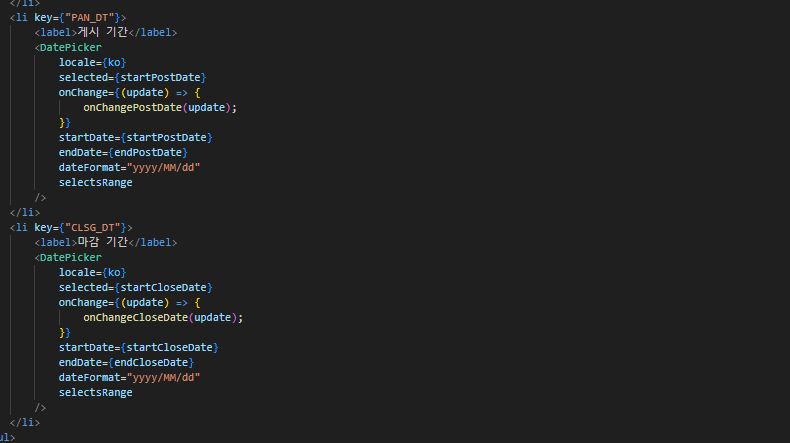 </li>
<li key={"PAN_DT"}>
<label>게시 기간</label>
<DatePicker
locale={ko}
selected={startPostDate}
onChange={(update) => {
onChangePostDate(update);
}}
startDate={startPostDate}
endDate={endPostDate}
dateFormat="yyyy/MM/dd"
selectsRange
/>
</li>
<li key={"CLSG_DT"}>
<label>마감 기간</label>
<DatePicker
locale={ko}
selected={startCloseDate}
onChange={(update) => {
onChangeCloseDate(update);
}}
startDate={startCloseDate}
endDate={endCloseDate}
dateFormat="yyyy/MM/dd"
selectsRange
/>
</li>
ul>